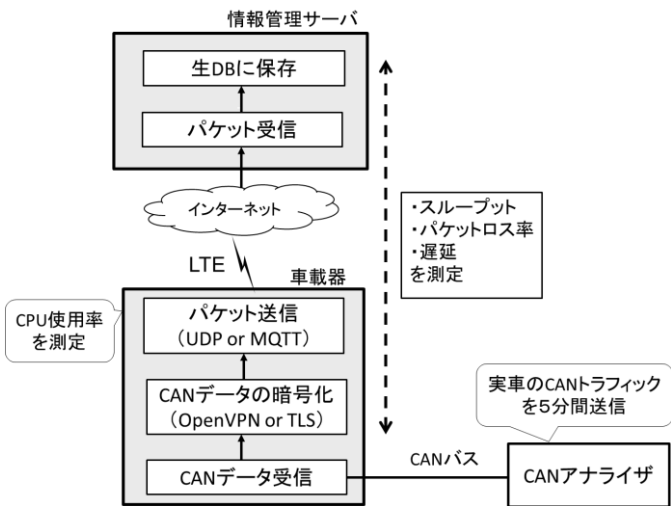 情報管理サーバ
生DBに保存
パケット受信
インターネット
LTE
車載器
・スループット
・パケットロス率
・遅延
を測定
CPU使用率
を測定
パケット送信
（UDP or MQTT）
CANデータの暗号化
（OpenVPN or TLS）
CANデータ受信
CANバス
実車のCANトラフィック
を５分間送信
CANアナライザ